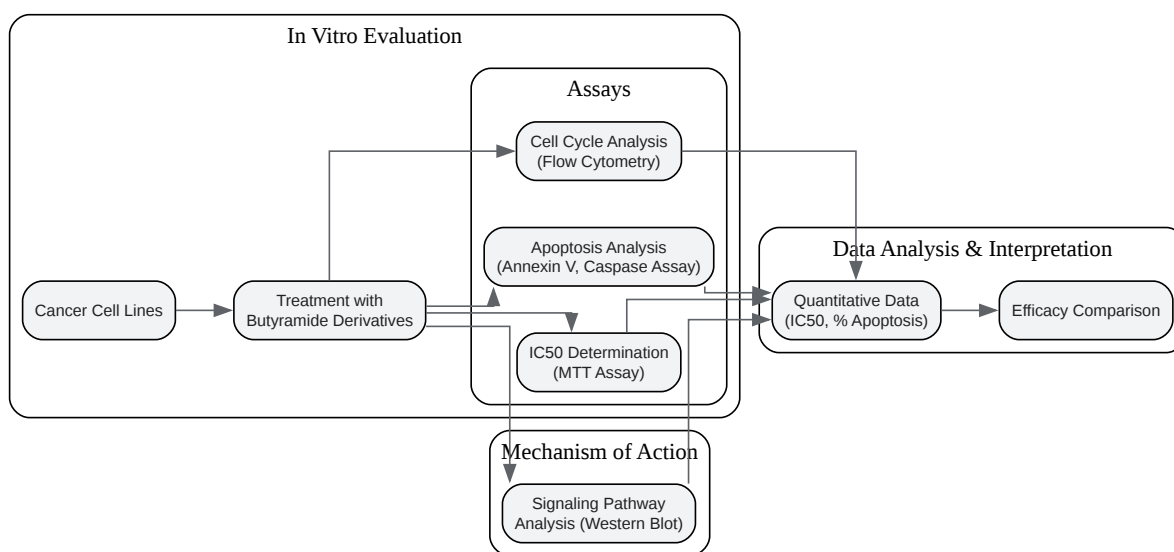 In Vitro Evaluation
Assays
Cell Cycle Analysis
(Flow Cytometry)
Apoptosis Analysis
(Annexin V, Caspase Assay)
Data Analysis & Interpretation
Cancer Cell Lines
Treatment with
Butyramide Derivatives
Quantitative Data
(IC50, % Apoptosis)
Efficacy Comparison
IC50 Determination
(MTT Assay)
Mechanism of Action
Signaling Pathway
Analysis (Western Blot)